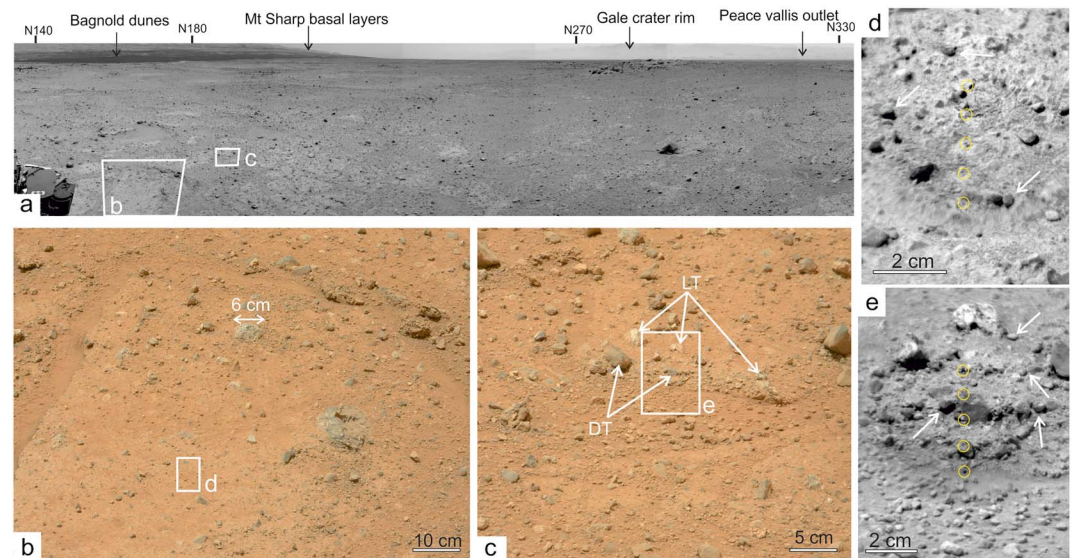 Bagnold dunes
Mt Sharp basal layers
Gale crater rim
Peace vallis outlet
N140
N180
N270
N330
a
b
c
d
2 cm
6 cm
d
b
10 cm
LT
DT
e
c
5 cm
e
2 cm